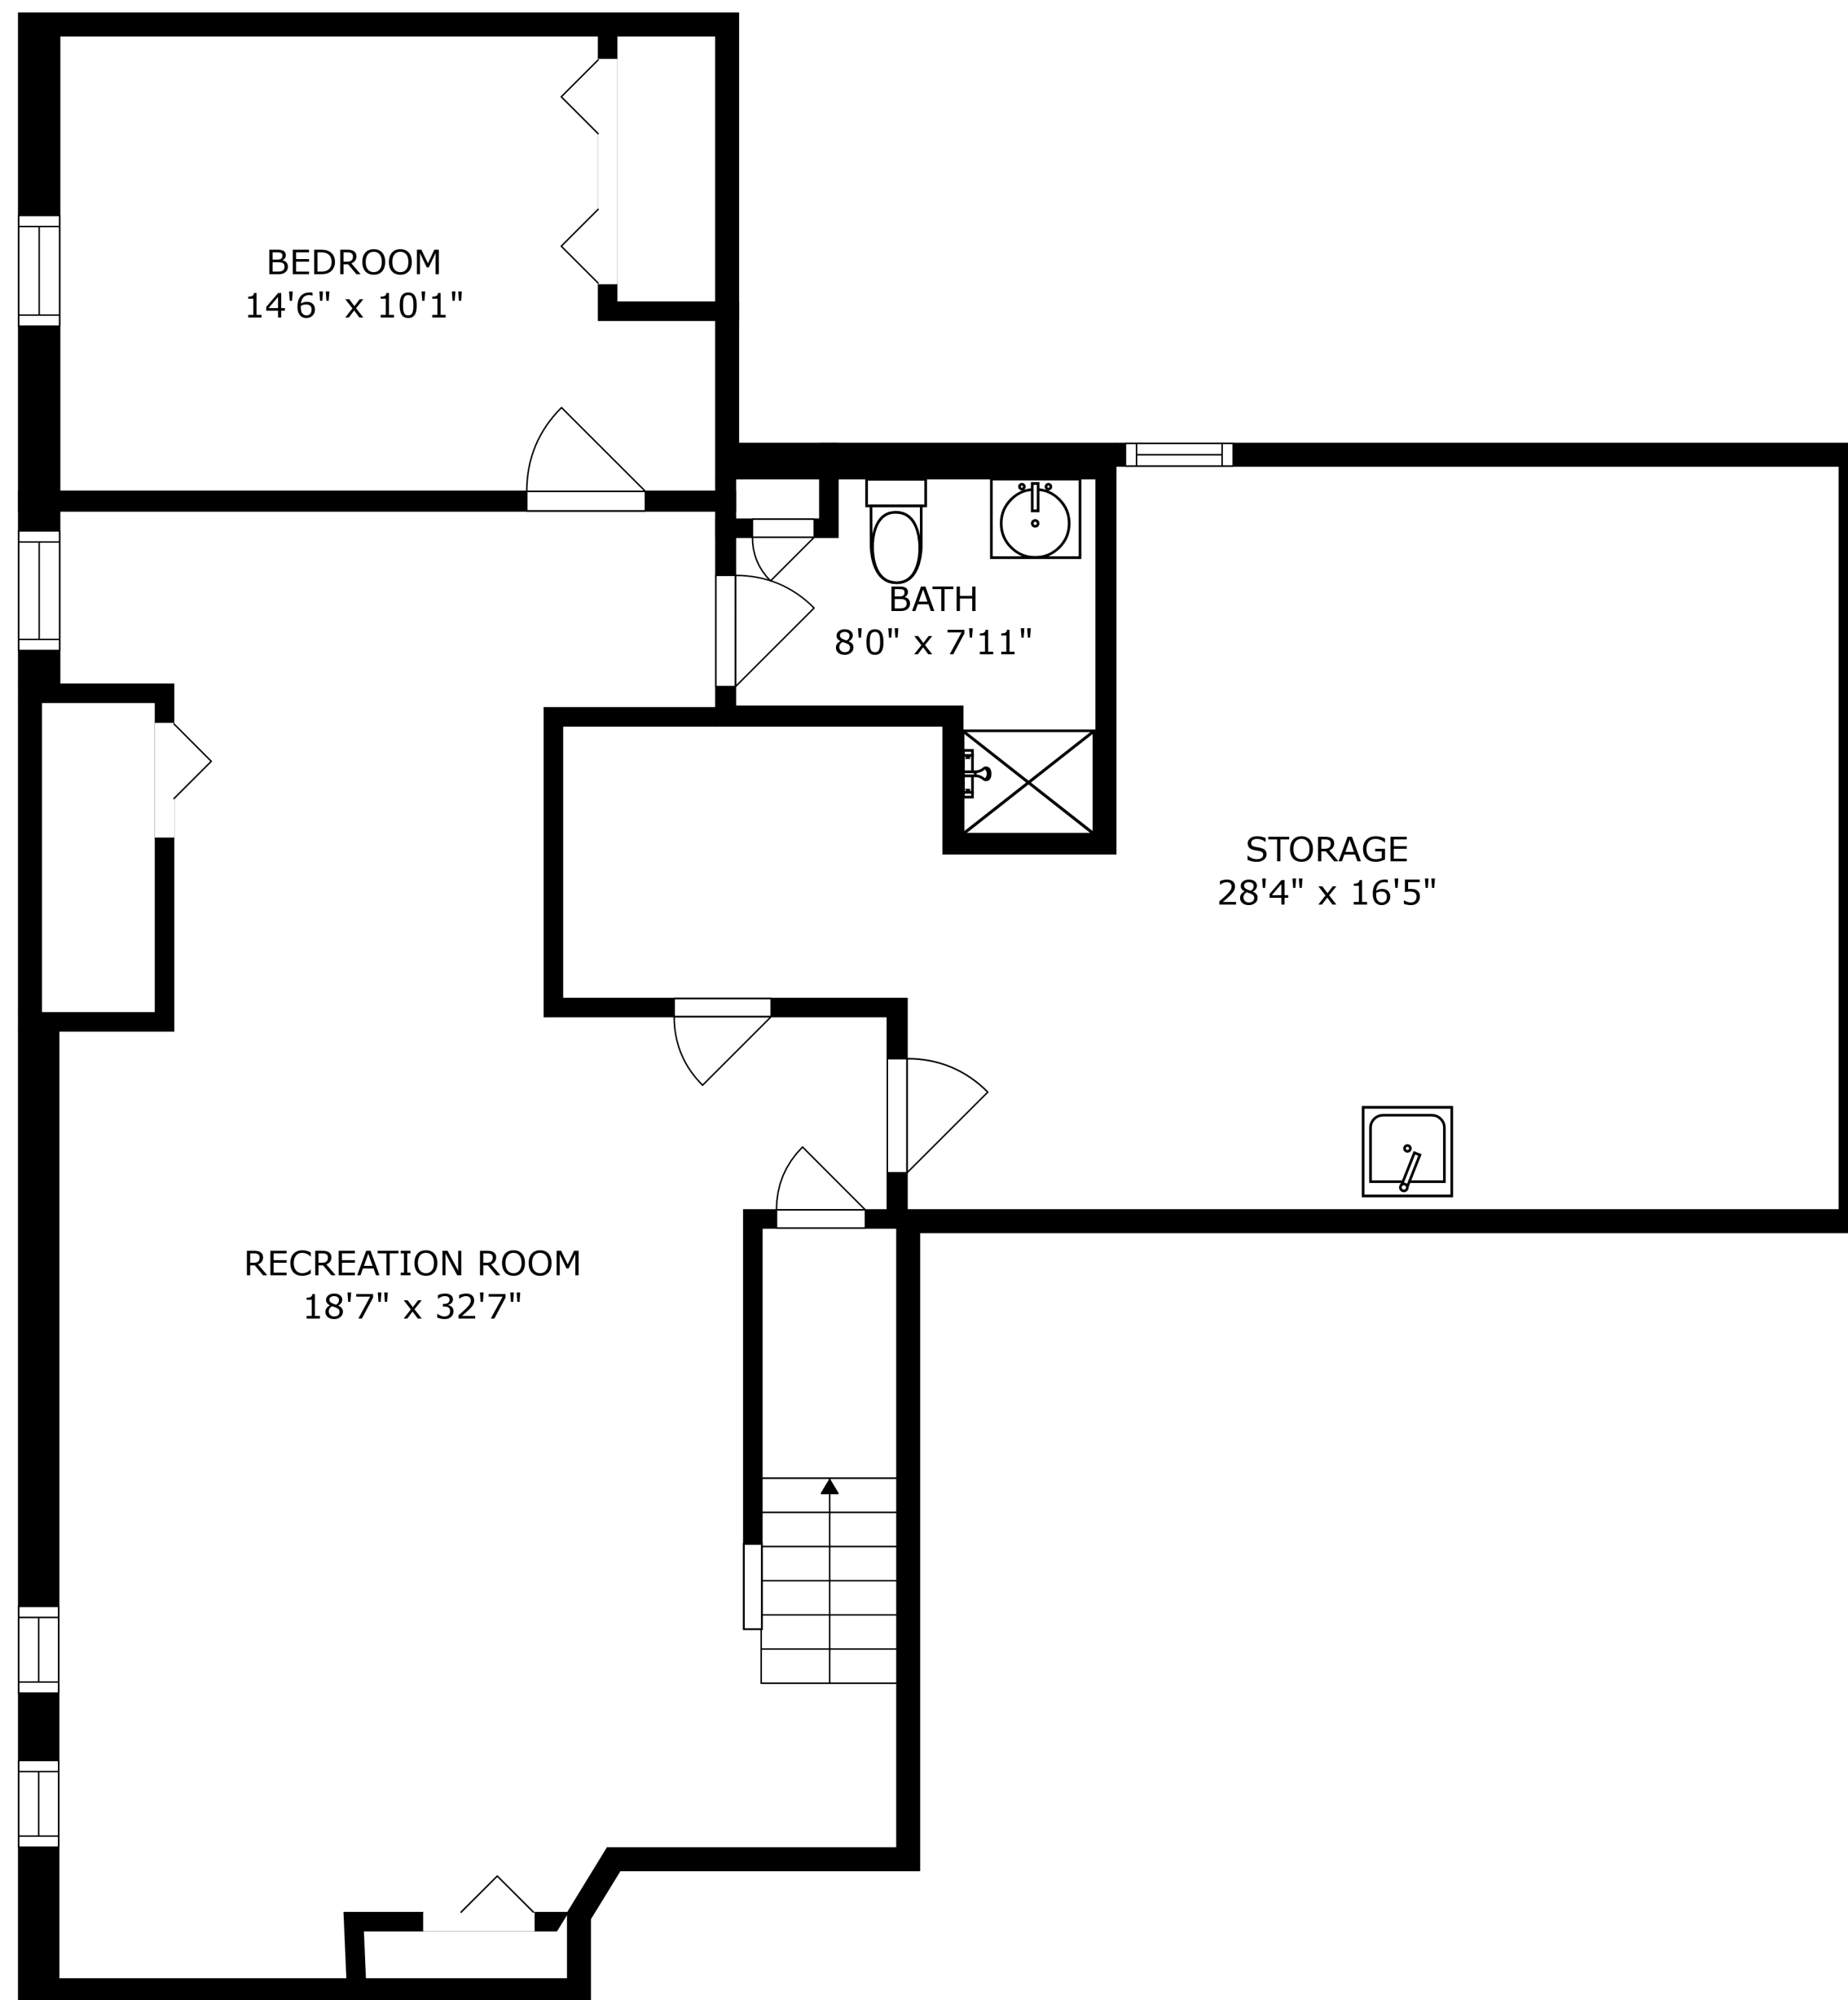 BEDROOM
14'6" x 10'1"
BATH
8'0" x 7'11"
STORAGE
28'4" x 16'5"
RECREATION ROOM
18'7" x 32'7"